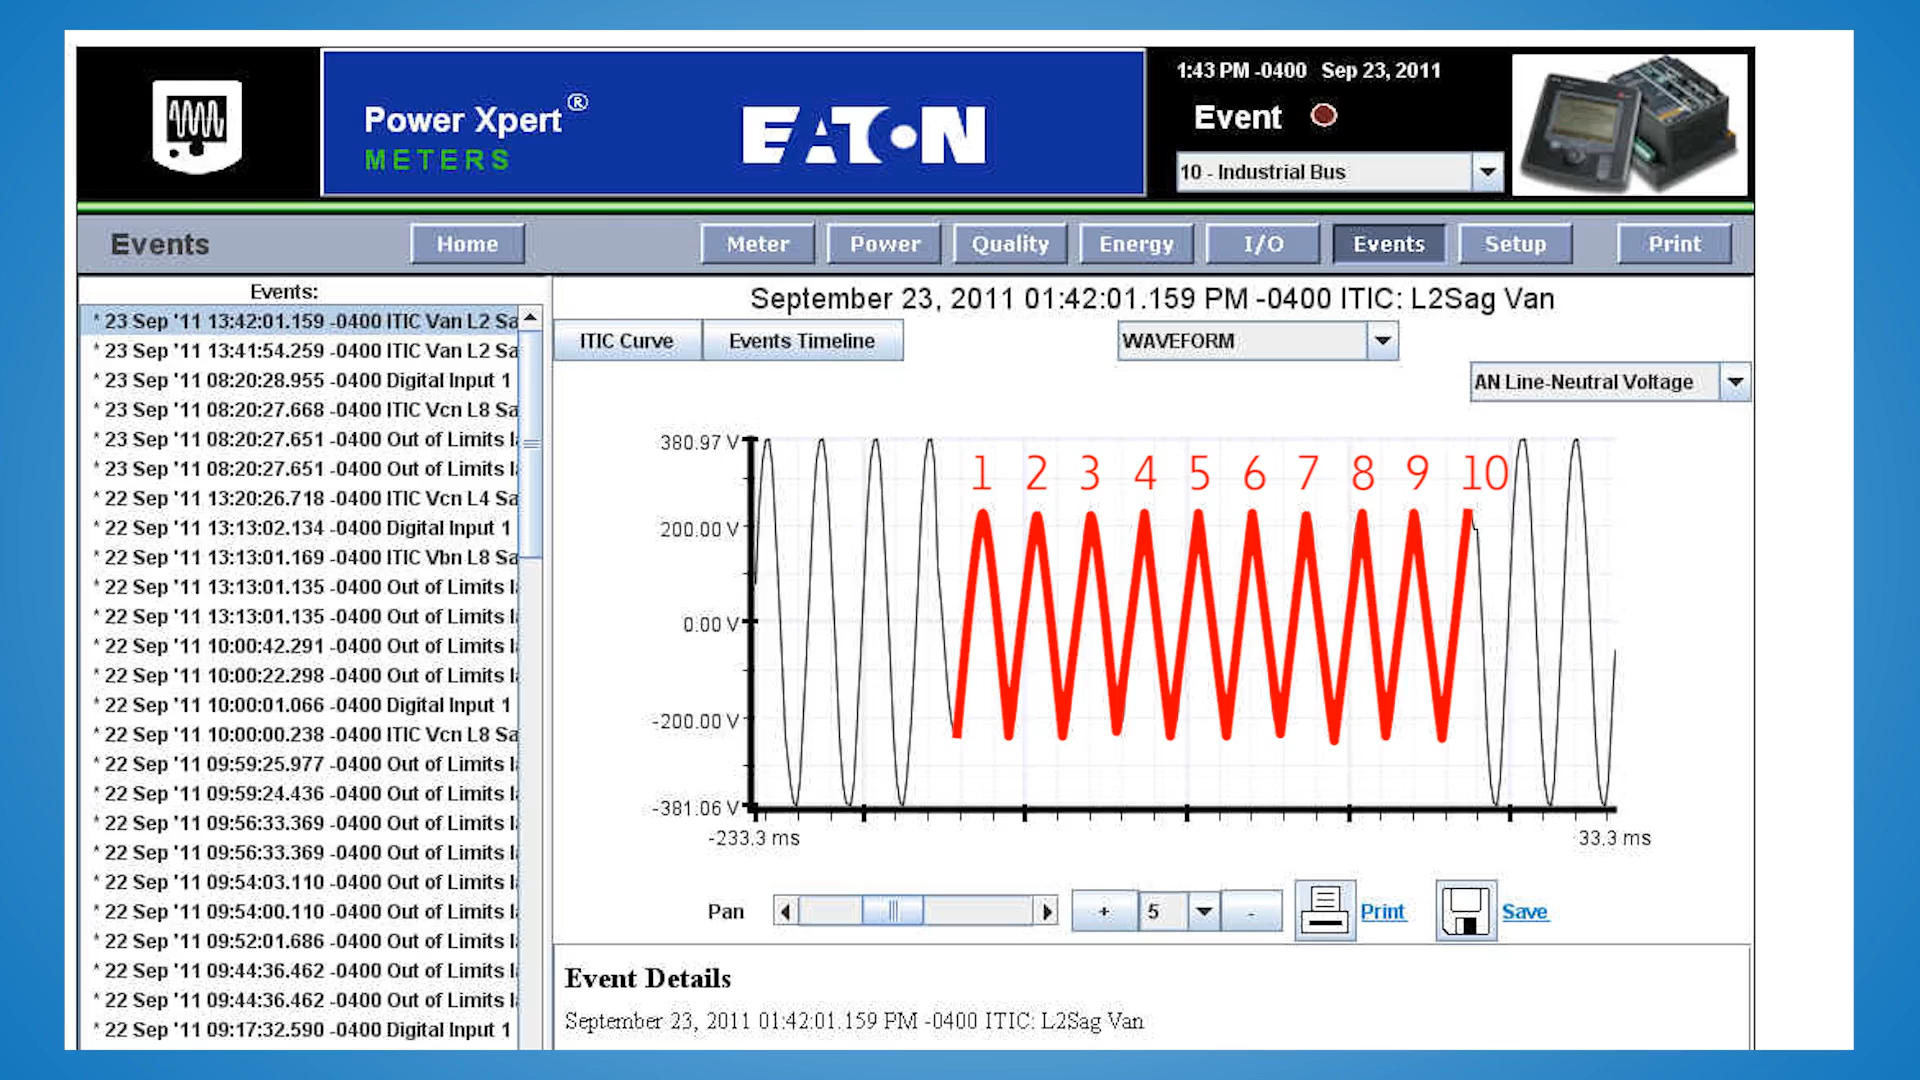 1:43 PM -0400 Sep 23, 2011
Power Xpert®
METERS
EATON
Event
10 - Industrial Bus
Events
Home
Meter
Power
Quality
Energy
I/O
Events
Setup
Print
Events:
* 23 Sep '11 13:42:01.159 -0400 ITIC Van L2 Sa
* 23 Sep '11 13:41:54.259 -0400 ITIC Van L2 Sa
* 23 Sep '11 08:20:28.955 -0400 Digital Input 1
* 23 Sep '11 08:20:27.668 -0400 ITIC Vcn L8 Sa
* 23 Sep '11 08:20:27.651 -0400 Out of Limits I
* 23 Sep '11 08:20:27.651 -0400 Out of Limits I
* 22 Sep '11 13:20:26.718 -0400 ITIC Vcn L4 Sa
* 22 Sep '11 13:13:02.134 -0400 Digital Input 1
* 22 Sep '11 13:13:01.169 -0400 ITIC Vbn L8 Sa
* 22 Sep '11 13:13:01.135 -0400 Out of Limits I
* 22 Sep '11 13:13:01.135 -0400 Out of Limits I
* 22 Sep '11 10:00:42.291 -0400 Out of Limits I
* 22 Sep '11 10:00:22.298 -0400 Out of Limits I
* 22 Sep '11 10:00:01.066 -0400 Digital Input 1
* 22 Sep '11 10:00:00.238 -0400 ITIC Vcn L8 Sa
* 22 Sep '11 09:59:25.977 -0400 Out of Limits I
* 22 Sep '11 09:59:24.436 -0400 Out of Limits I
* 22 Sep '11 09:56:33.369 -0400 Out of Limits I
* 22 Sep '11 09:56:33.369 -0400 Out of Limits I
* 22 Sep '11 09:54:03.110 -0400 Out of Limits I
* 22 Sep '11 09:54:00.110 -0400 Out of Limits I
* 22 Sep '11 09:52:01.686 -0400 Out of Limits I
* 22 Sep '11 09:44:36.462 -0400 Out of Limits I
* 22 Sep '11 09:44:36.462 -0400 Out of Limits I
* 22 Sep '11 09:17:32.590 -0400 Digital Input 1
September 23, 2011 01:42:01.159 PM -0400 ITIC: L2Sag Van
ITIC Curve
Events Timeline
WAVEFORM
AN Line-Neutral Voltage
380.97 V
1 2 3 4 5 6 7 8 9 10
200.00 V
0.00 V
-200.00 V
-381.06 V
-233.3 ms
33.3 ms
Pan
+
5
-
Print
Save
Event Details
September 23, 2011 01:42:01.159 PM -0400 ITIC: L2Sag Van